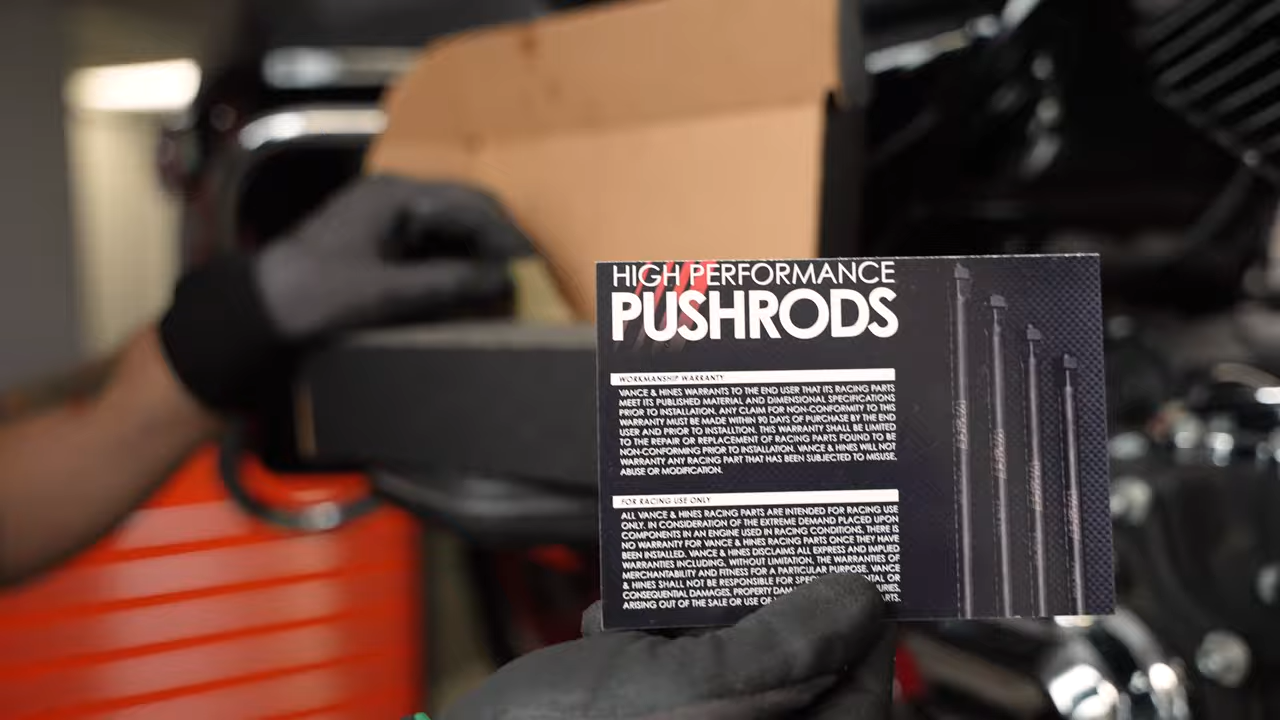 HIGH PERFORMANCE
PUSHRODS
WORKMANSHIP WARRANTY
VANCE & HINES WARRANTS TO THE END USER THAT ITS RACING PARTS
MEET ITS PUBLISHED MATERIAL AND DIMENSIONAL SPECIFICATIONS
PRIOR TO INSTALLATION. ANY CLAIM FOR NON-CONFORMITY TO THIS
WARRANTY MUST BE MADE WITHIN 90 DAYS OF PURCHASE BY THE END
USER AND PRIOR TO INSTALLTION. THIS WARRANTY SHALL BE LIMITED
TO THE REPAIR OR REPLACEMENT OF RACING PARTS FOUND TO BE
NON-CONFORMING PRIOR TO INSTALLATION. VANCE & HINES WILL NOT
WARRANTY ANY RACING PART THAT HAS BEEN SUBJECTED TO MISUSE,
ABUSE OR MODIFICATION.
FOR RACING USE ONLY
ALL VANCE & HINES RACING PARTS ARE INTENDED FOR RACING USE
ONLY. IN CONSIDERATION OF THE EXTREME DEMAND PLACED UPON
COMPONENTS IN AN ENGINE USED IN RACING CONDITIONS, THERE IS
NO WARRANTY FOR VANCE & HINES RACING PARTS ONCE THEY HAVE
BEEN INSTALLED. VANCE & HINES DISCLAIMS ALL EXPRESS AND IMPLIED
WARRANTIES INCLUDING, WITHOUT LIMITATION, THE WARRANTIES OF
MERCHANTABILITY AND FITNESS FOR A PARTICULAR PURPOSE. VANCE
& HINES SHALL NOT BE RESPONSIBLE FOR OR
CONSEQUENTIAL DAMAGES, PROPERTY
ARISING OUT OF THE SALE OR USE OF